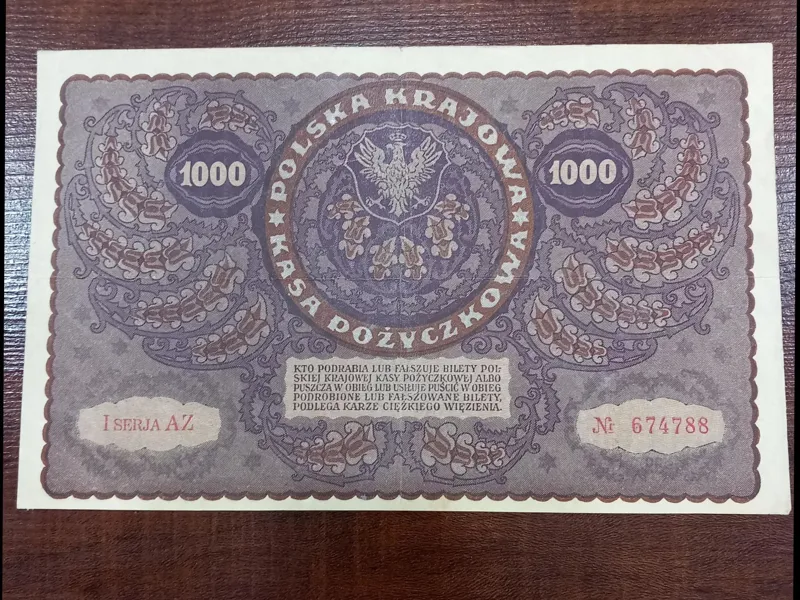 POLSKA KRAJOWA
1000
1000
KASA POŻYCZKOWA
KTO PODRABIA LUB FAŁSZUJE BILETY POL-
SKIEJ KRAJOWEJ KASY POŻYCZKOWEJ ALBO
PUSZCZA W OBIEG LUB USIŁUJE PUŚCIĆ W OBIEG
PODROBIONE LUB FAŁSZOWANE BILETY,
PODLEGA KARZE CIĘŻKIEGO WIĘZIENIA.
I SERJA AZ
Nr 674788